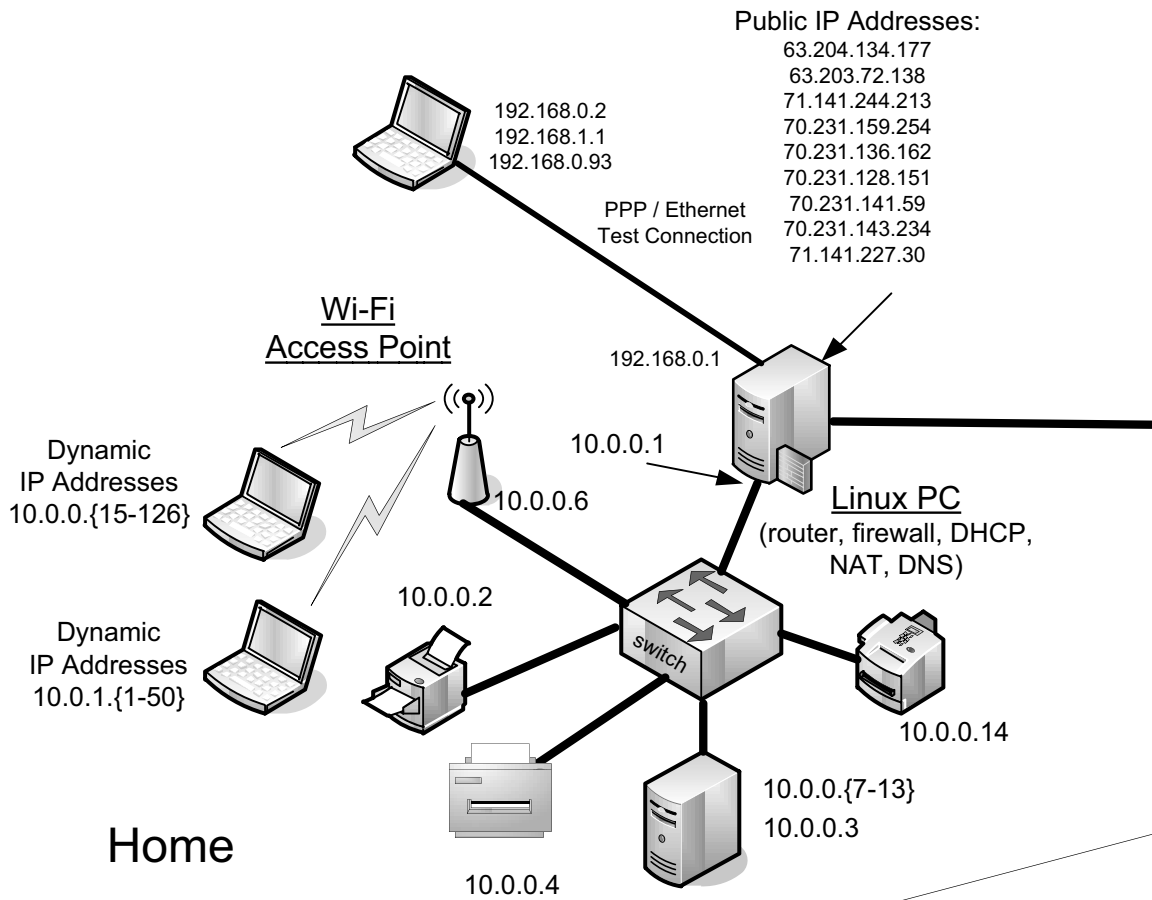 Public IP Addresses:
63.204.134.177
63.203.72.138
71.141.244.213
70.231.159.254
70.231.136.162
70.231.128.151
70.231.141.59
70.231.143.234
71.141.227.30
192.168.0.2
192.168.1.1
192.168.0.93
PPP / Ethernet
Test Connection
Wi-Fi
Access Point
192.168.0.1
10.0.0.1
Dynamic
IP Addresses
10.0.0.{15-126}
10.0.0.6
Linux PC
(router, firewall, DHCP,
NAT, DNS)
Dynamic
IP Addresses
10.0.1.{1-50}
10.0.0.2
switch
10.0.0.14
10.0.0.{7-13}
10.0.0.3
Home
10.0.0.4